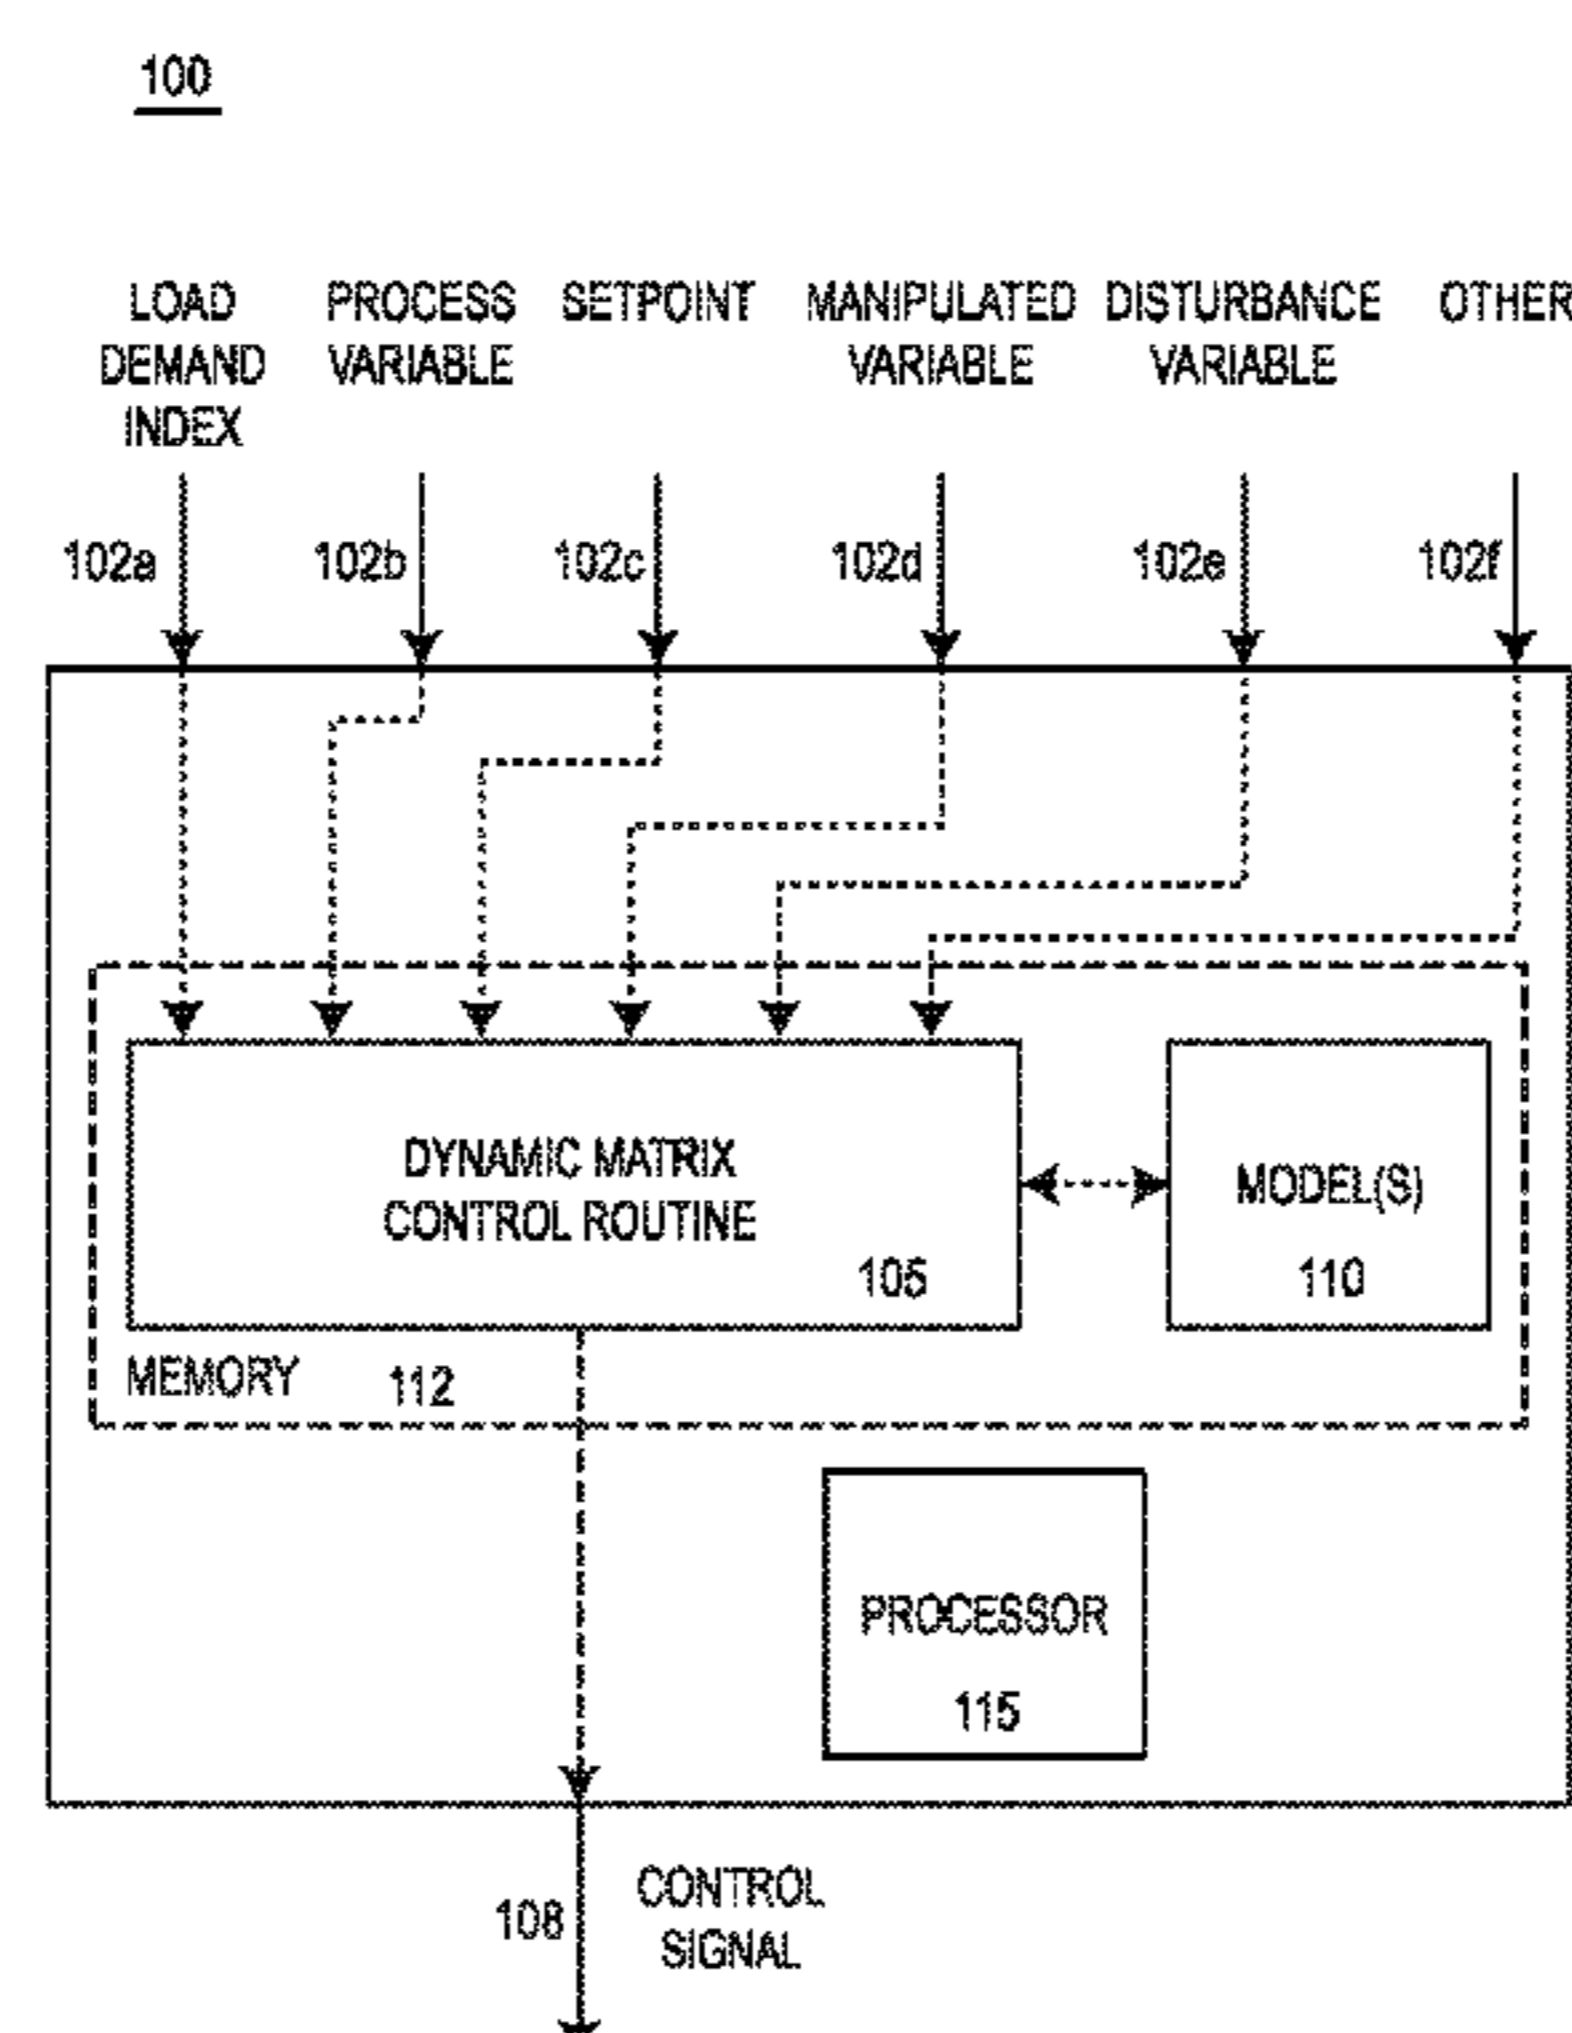 100
LOAD
DEMAND
INDEX
PROCESS
VARIABLE
SETPOINT
MANIPULATED
VARIABLE
DISTURBANCE
VARIABLE
OTHER
102a
102b
102c
102d
102e
102f
DYNAMIC MATRIX
CONTROL ROUTINE
105
MODEL(S)
110
MEMORY
112
PROCESSOR
115
108
CONTROL
SIGNAL